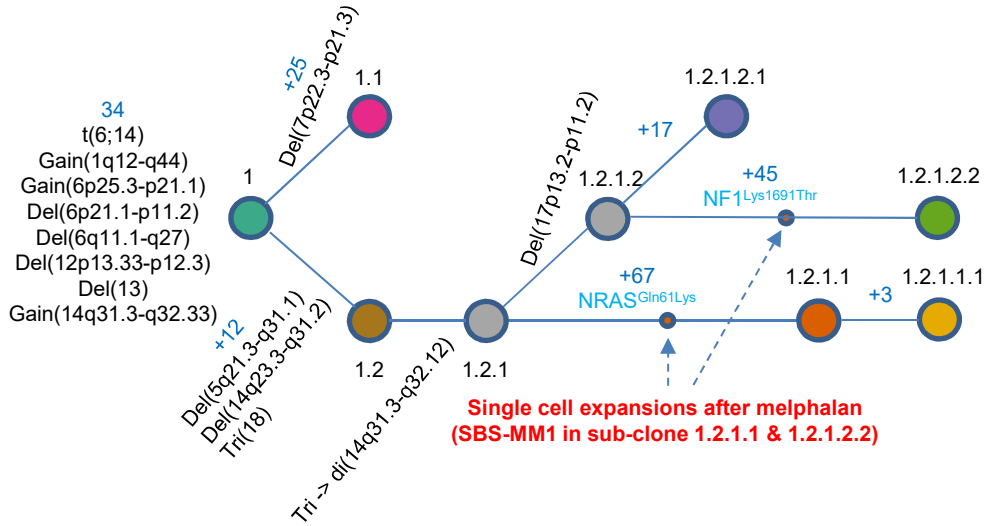 34
t(6;14)
Gain(1q12-q44)
Gain(6p25.3-p21.1)
Del(6p21.1-p11.2)
Del(6q11.1-q27)
Del(12p13.33-p12.3)
Del(13)
Gain(14q31.3-q32.33)
1
+25
Del(7p22.3-p21.3)
1.1
+12
Del(5q21.3-q31.1)
Del(14q23.3-q31.2)
Tri(18)
1.2
Tri -> di(14q31.3-q32.12)
1.2.1
Del(17p13.2-p11.2)
1.2.1.2
+17
1.2.1.2.1
+45
NF1Lys1691Thr
1.2.1.2.2
+67
NRASGln61Lys
1.2.1.1
+3
1.2.1.1.1
Single cell expansions after melphalan
(SBS-MM1 in sub-clone 1.2.1.1 & 1.2.1.2.2)